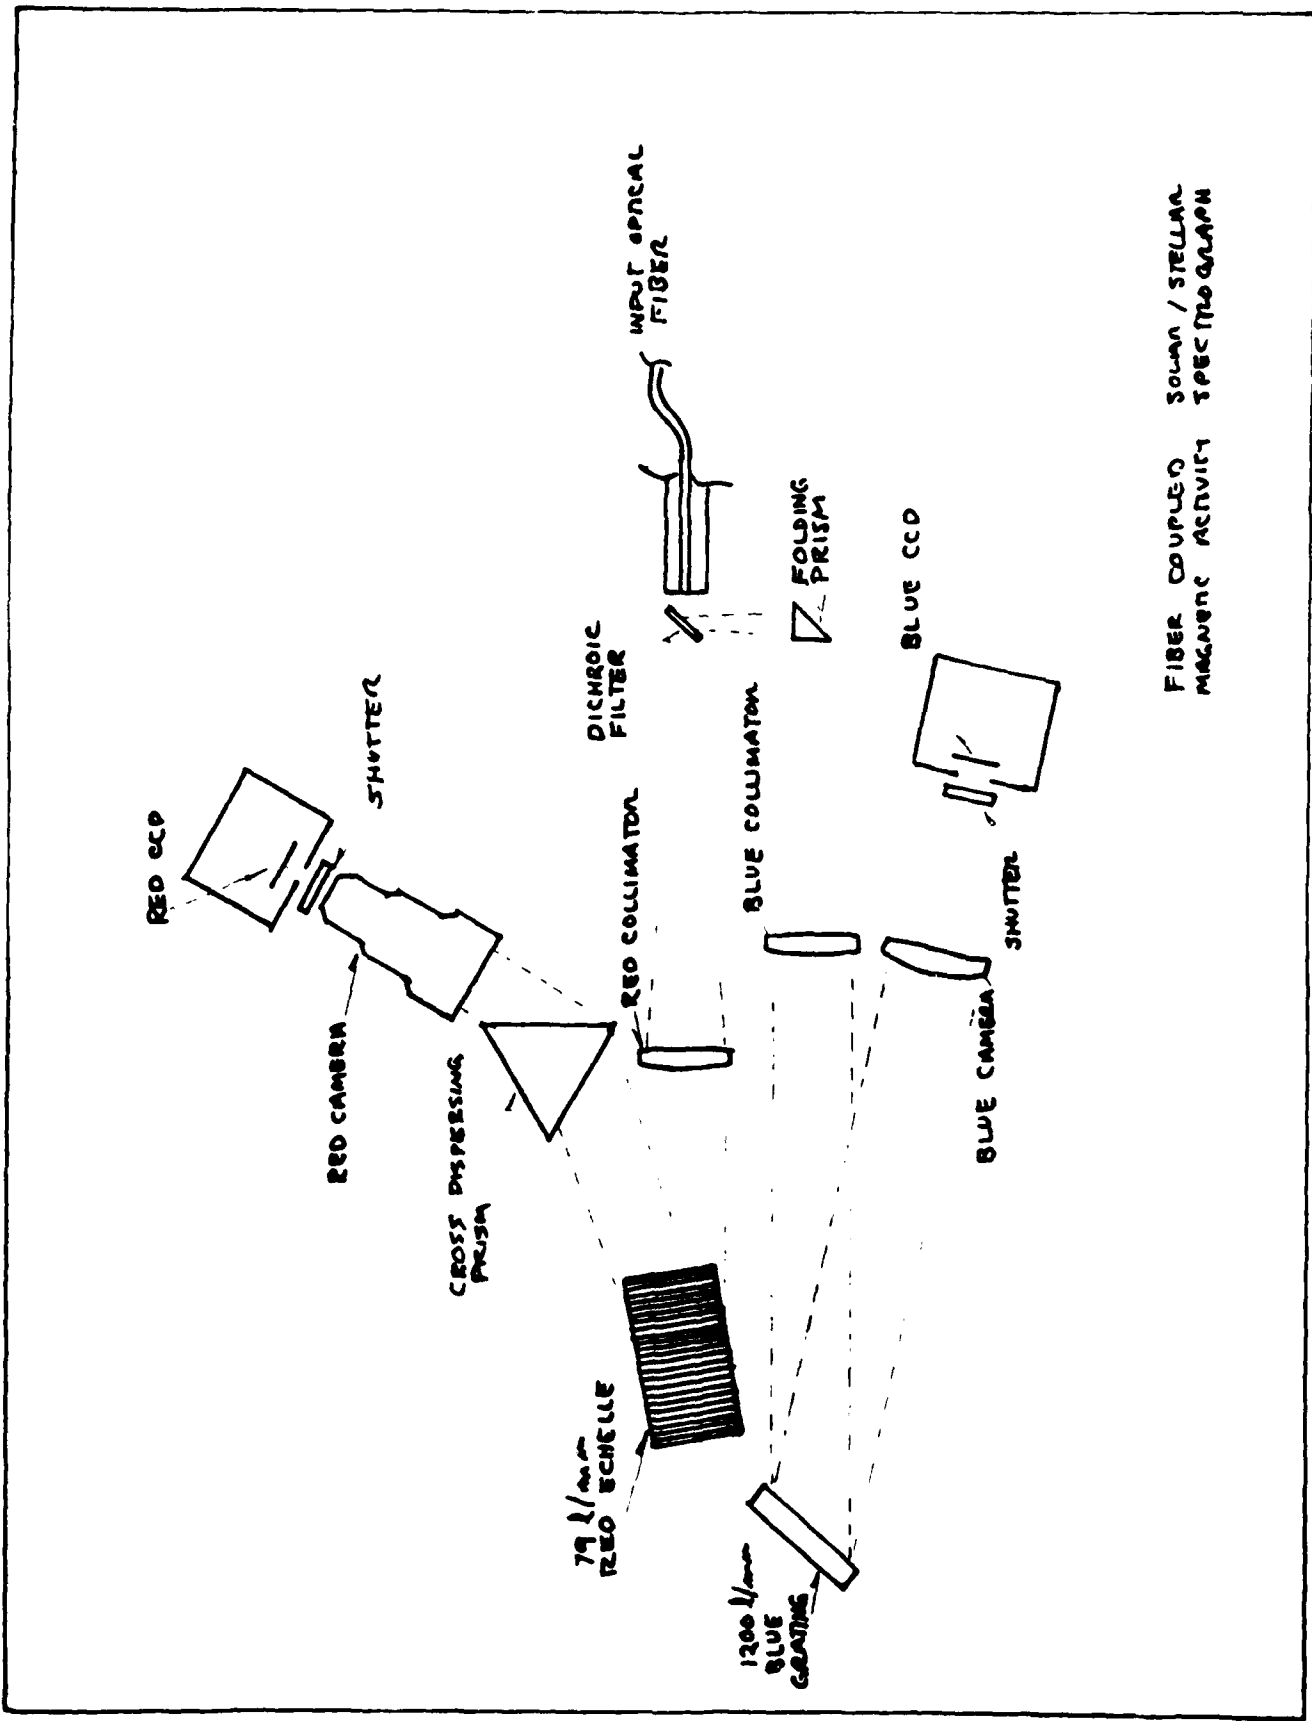 RED CCD
SHUTTER
RED CAMERA
CROSS DISPERSING
PRISM
RED COLLIMATOR
79 l/mm
RED ECHELLE
DICHROIC
FILTER
INPUT OPTICAL
FIBER
1200 l/mm
BLUE
GRATING
BLUE COLLIMATOR
FOLDING
PRISM
BLUE CCD
SHUTTER
BLUE CAMERA
FIBER COUPLED SOLAR / STELLAR
MAGNETIC ACTIVITY SPECTROGRAPH